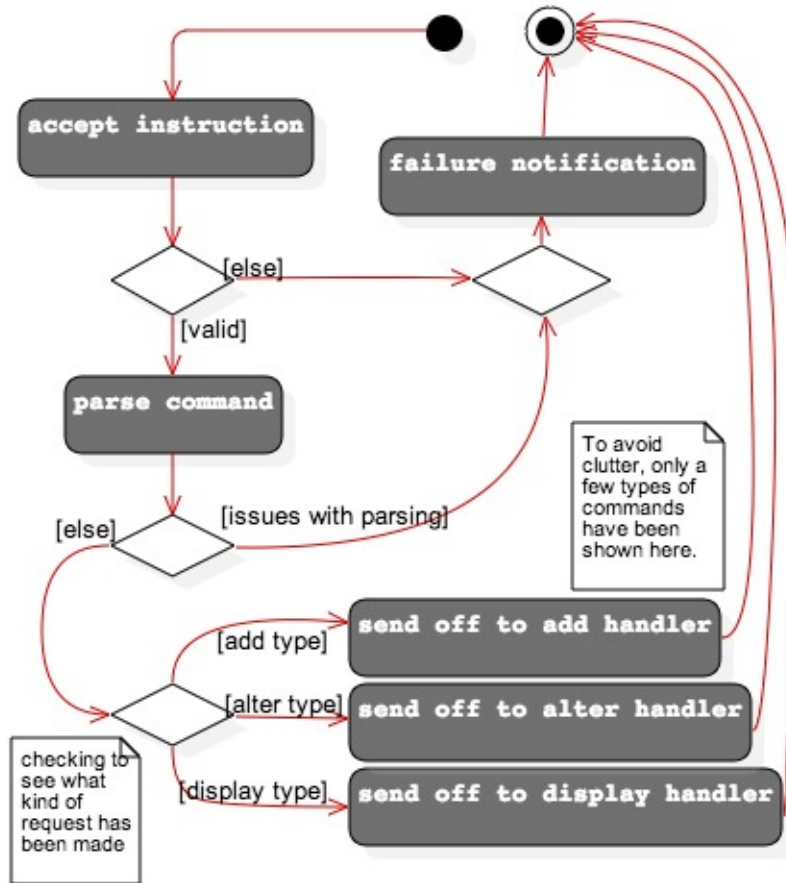 accept instruction
failure notification
[else]
[valid]
parse command
To avoid
clutter, only a
few types of
commands
have been
shown here.
[else]
[issues with parsing]
send off to add handler
[add type]
send off to alter handler
[alter type]
send off to display handler
[display type]
checking to
see what
kind of
request has
been made